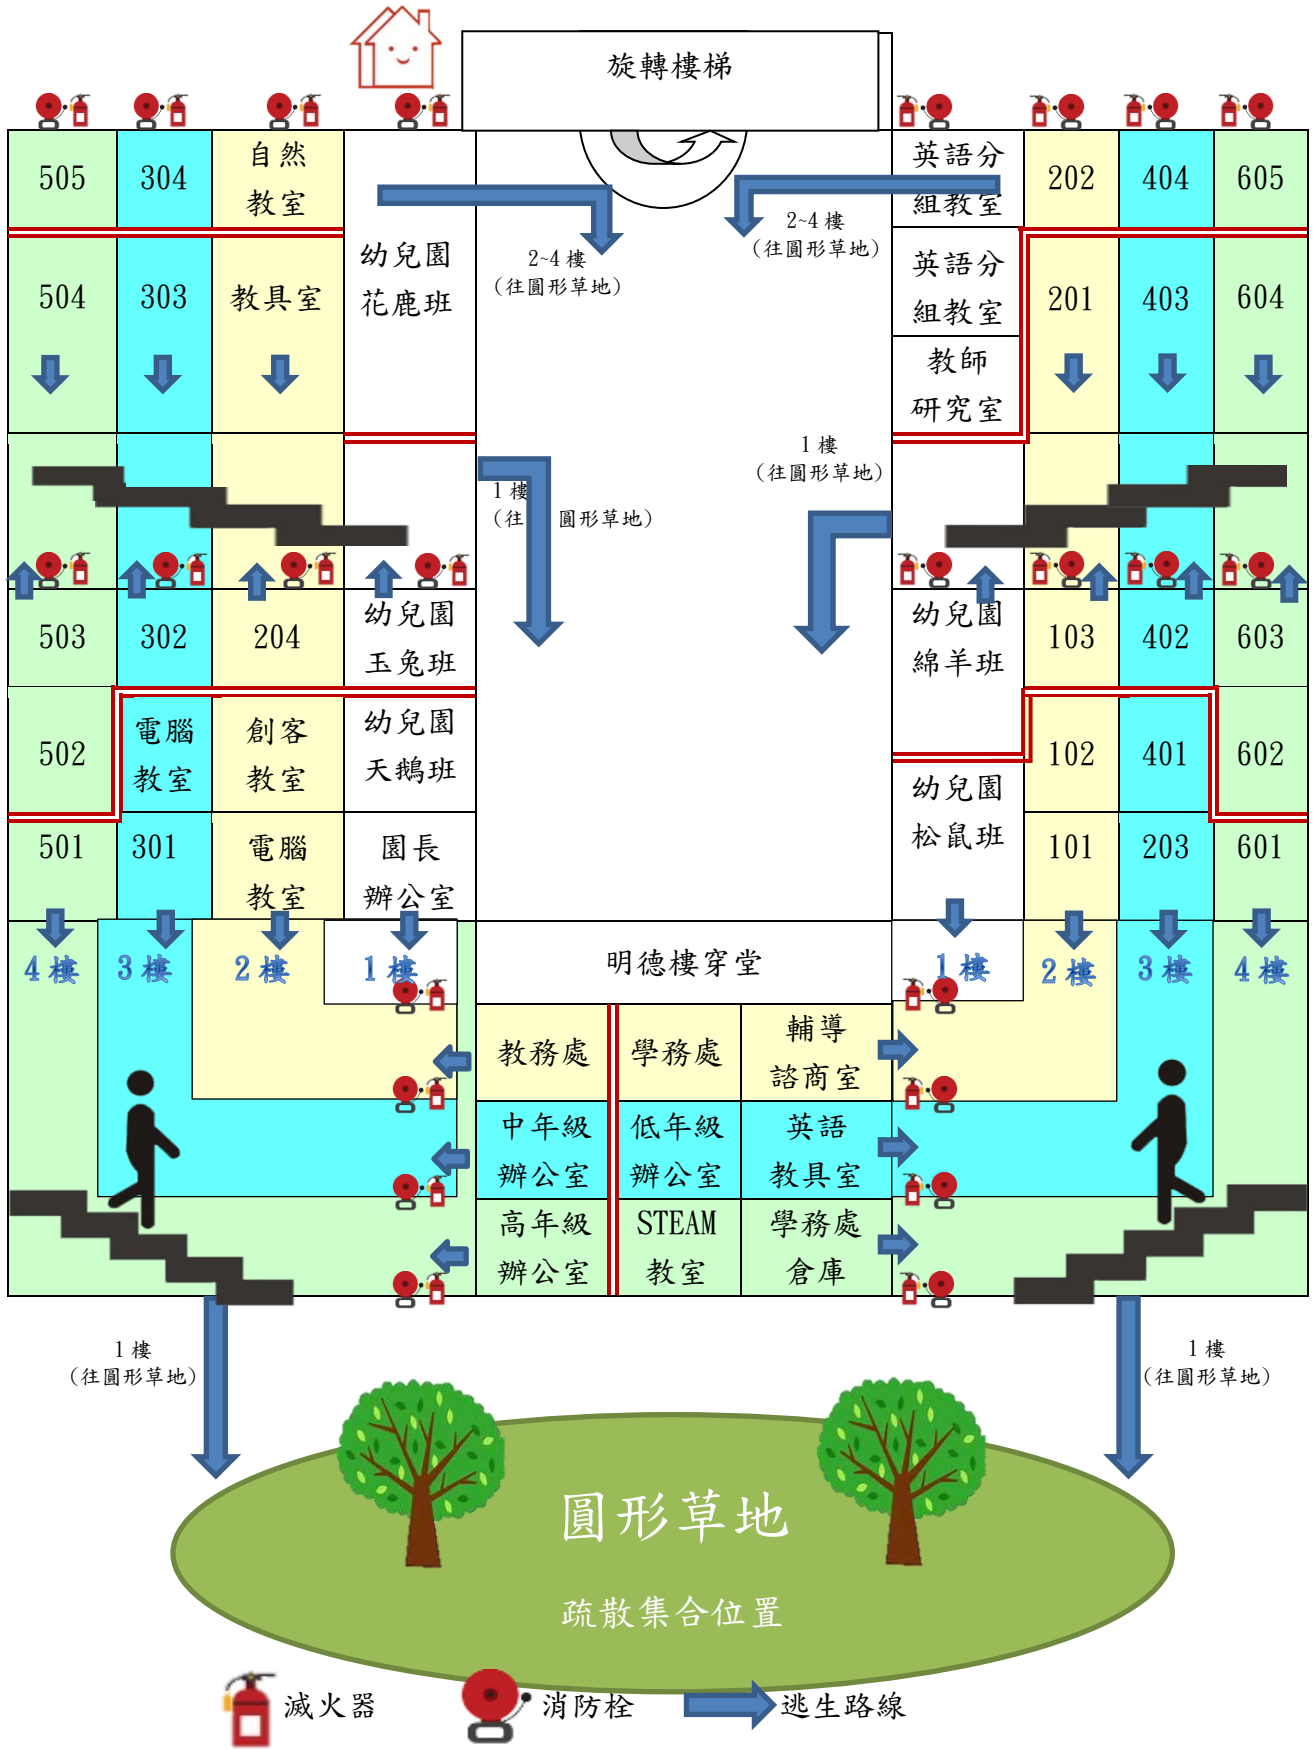 旋轉樓梯
505
304
自然
教室
英語分
組教室
202
404
605
2~4 樓
(往圓形草地)
2~4 樓
(往圓形草地)
504
303
教具室
幼兒園
花鹿班
英語分
組教室
201
403
604
教師
研究室
1 樓
(往圓形草地)
1 樓
(往圓形草地)
503
302
204
幼兒園
玉兔班
幼兒園
綿羊班
103
402
603
502
電腦
教室
創客
教室
幼兒園
天鵝班
102
401
602
幼兒園
松鼠班
501
301
電腦
教室
園長
辦公室
101
203
601
4 樓
3 樓
2 樓
1 樓
明德樓穿堂
1 樓
2 樓
3 樓
4 樓
教務處
學務處
輔導
諮商室
中年級
辦公室
低年級
辦公室
英語
教具室
高年級
辦公室
STEAM
教室
學務處
倉庫
1 樓
(往圓形草地)
1 樓
(往圓形草地)
圓形草地
疏散集合位置
滅火器
消防栓
逃生路線